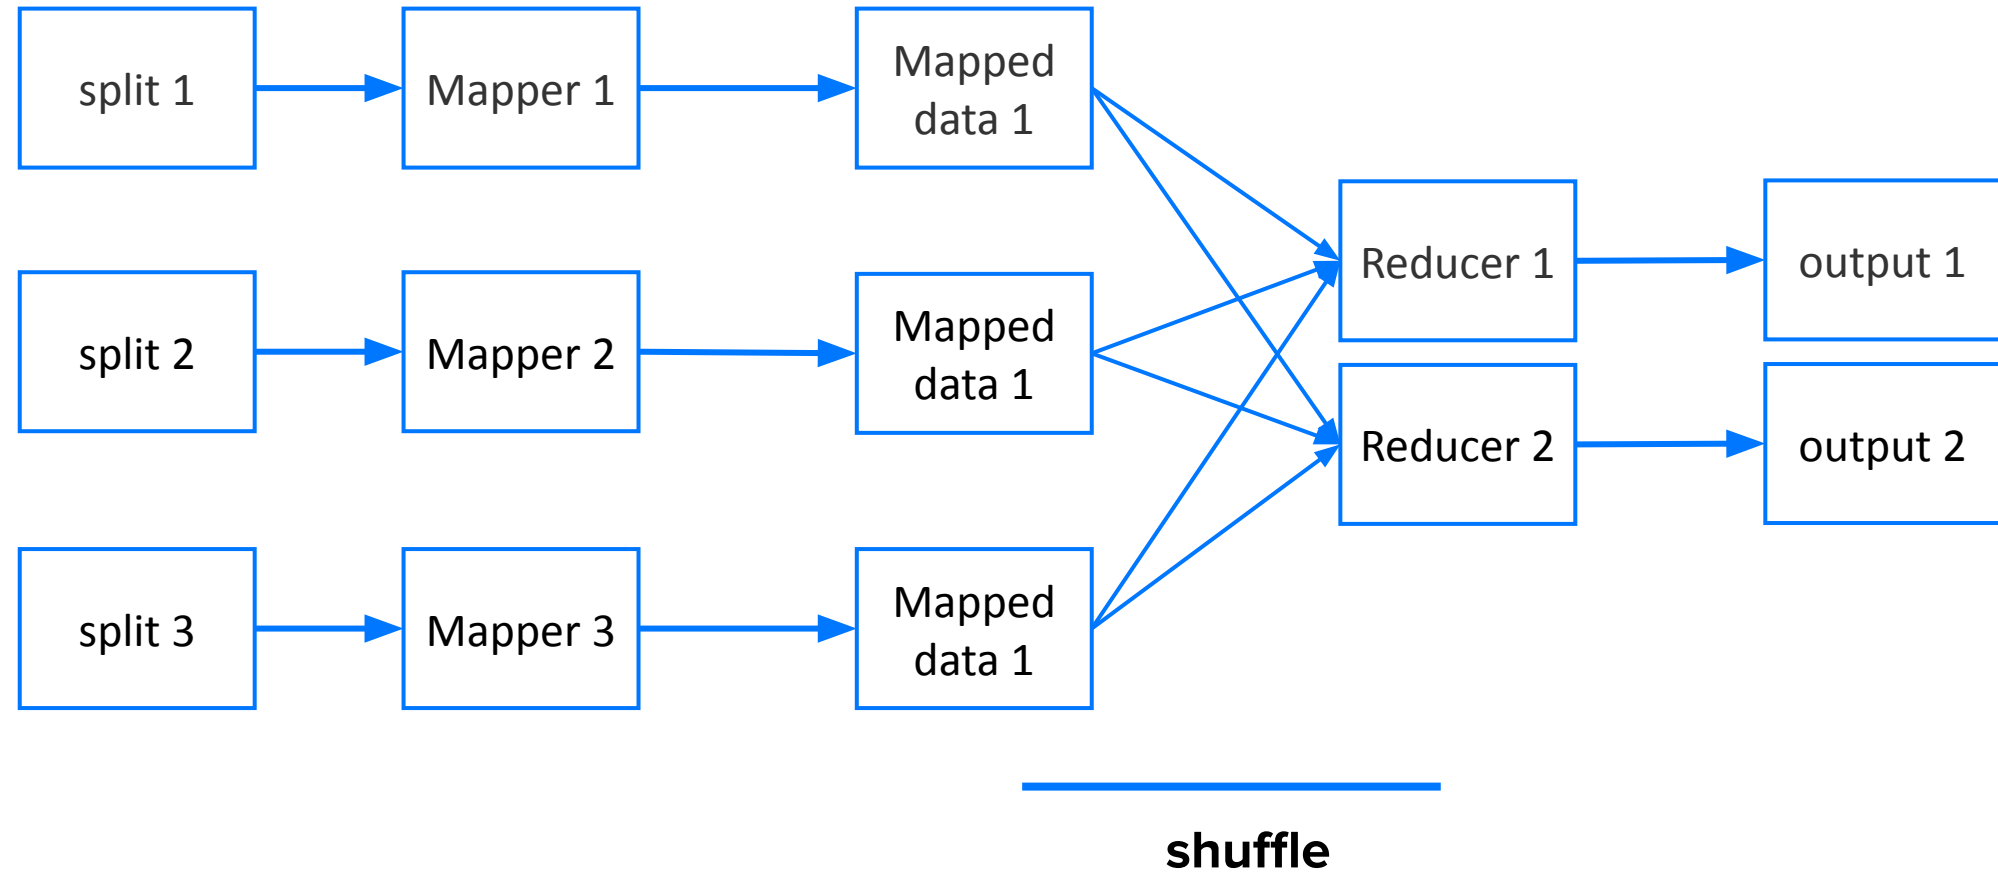 split 1
Mapper 1
Mapped
data 1
Reducer 1
output 1
split 2
Mapper 2
Mapped
data 1
Reducer 2
output 2
split 3
Mapper 3
Mapped
data 1
shuffle